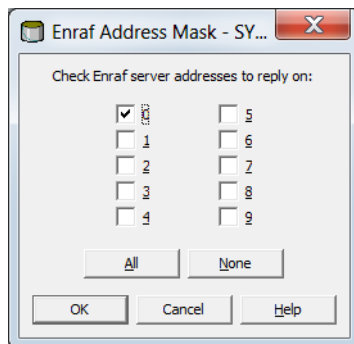 Enraf Address Mask - SY...
Check Enraf server addresses to reply on:
0 5
1 6
2 7
3 8
4 9
All None
OK Cancel Help